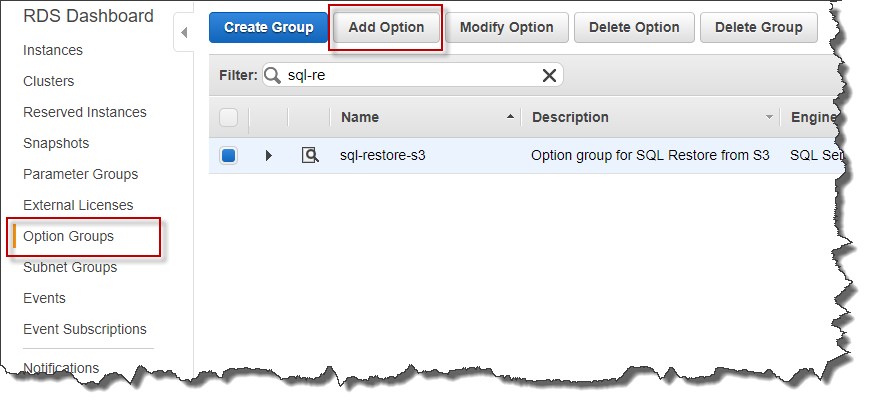 RDS Dashboard
Instances
Clusters
Reserved Instances
Snapshots
Parameter Groups
External Licenses
Option Groups
Subnet Groups
Events
Event Subscriptions
Notifications
Create Group Add Option Modify Option Delete Option Delete Group
Filter: sql-re
Name Description Engine
sql-restore-s3 Option group for SQL Restore from S3 SQL Ser